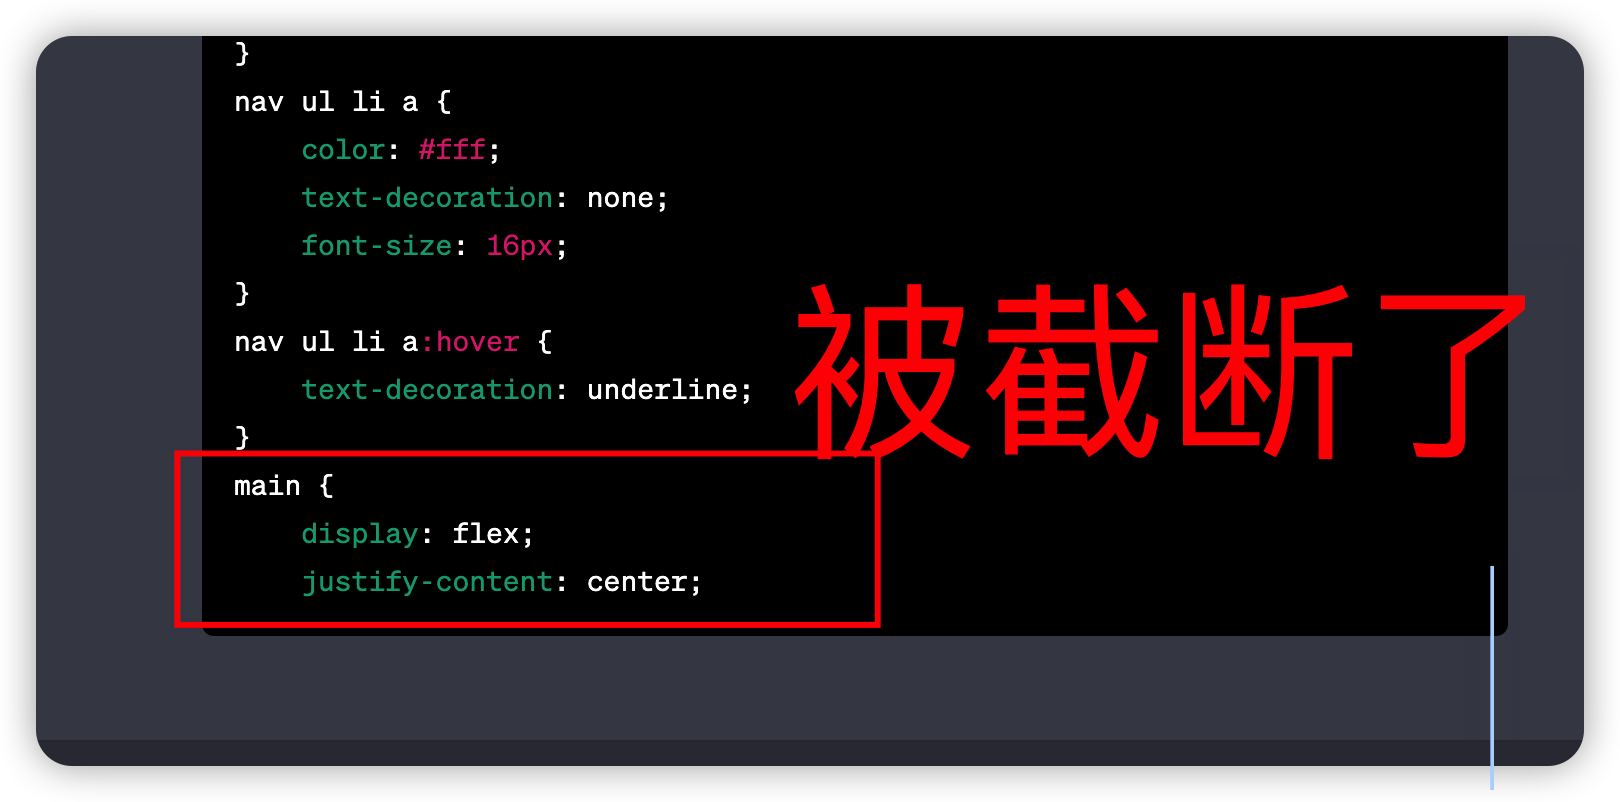 }
nav ul li a {
    color: #fff;
    text-decoration: none;
    font-size: 16px;
}
nav ul li a:hover {
    text-decoration: underline;
}
被截断了
main {
    display: flex;
    justify-content: center;